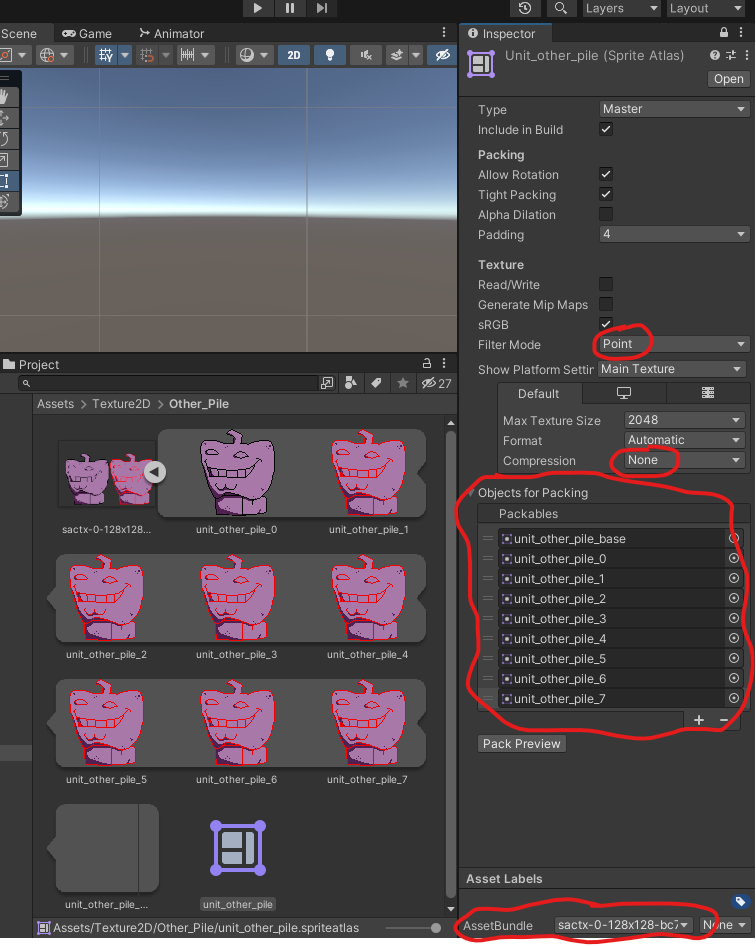 Layers
Layout
Scene
Game
Animator
2D
Inspector
Unit_other_pile (Sprite Atlas)
Open
Type
Master
Include in Build
Packing
Allow Rotation
Tight Packing
Alpha Dilation
Padding
4
Texture
Read/Write
Generate Mip Maps
sRGB
Filter Mode
Point
Show Platform Settir
Main Texture
Default
Max Texture Size
2048
Format
Automatic
Compression
None
Objects for Packing
Packables
unit_other_pile_base
unit_other_pile_0
unit_other_pile_1
unit_other_pile_2
unit_other_pile_3
unit_other_pile_4
unit_other_pile_5
unit_other_pile_6
unit_other_pile_7
Pack Preview
Asset Labels
AssetBundle
sactx-0-128x128-bc7
None
Project
27
Assets > Texture2D > Other_Pile
sactx-0-128x128...
unit_other_pile_0
unit_other_pile_1
unit_other_pile_2
unit_other_pile_3
unit_other_pile_4
unit_other_pile_5
unit_other_pile_6
unit_other_pile_7
unit_other_pile_...
unit_other_pile
Assets/Texture2D/Other_Pile/unit_other_pile.spriteatlas